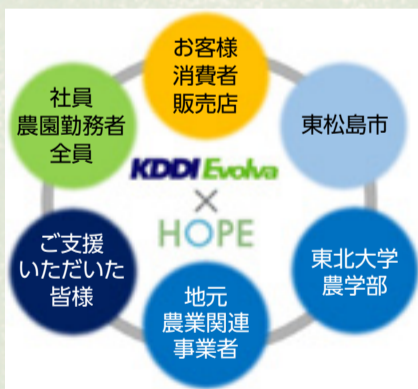 お客様
消費者
販売店
社員
農園勤務者
全員
東松島市
KDDI Evolva
×
HOPE
ご支援
いただいた
皆様
東北大学
農学部
地元
農業関連
事業者